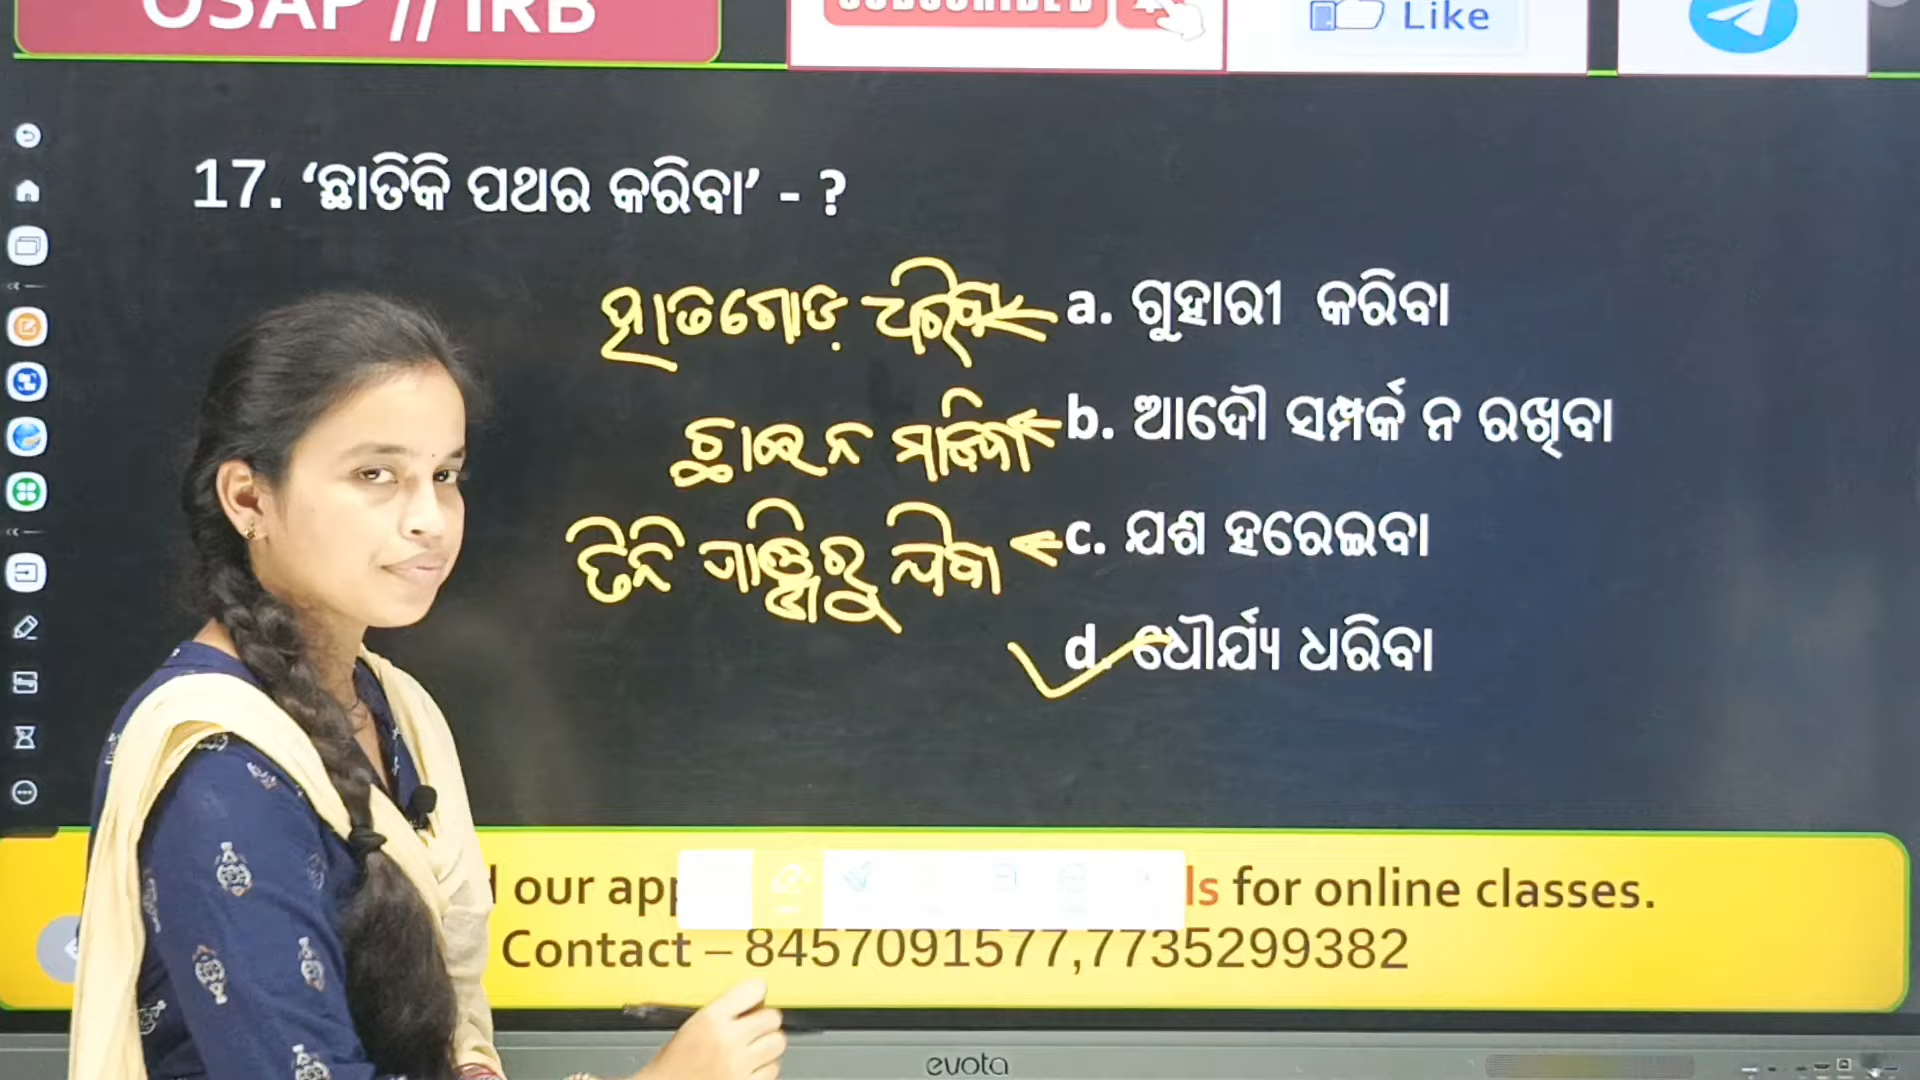 OSAP // IRB
SUBSCRIBED
Like
17. ‘ଛାତିକି ପଥର କରିବା’ - ?
ହାତଗୋଡ଼ ଧରିବା
a. ଗୁହାରୀ କରିବା
ଛାଇ ନ ମାଡିବା
b. ଆଦୌ ସମ୍ପର୍କ ନ ରଖିବା
ତିନି ପାଣ୍ଠିରୁ ଯିବା
c. ଯଶ ହରେଇବା
d. ଧୌର୍ଯ୍ୟ ଧରିବା
our app
ls for online classes.
Contact – 8457091577,7735299382
evota